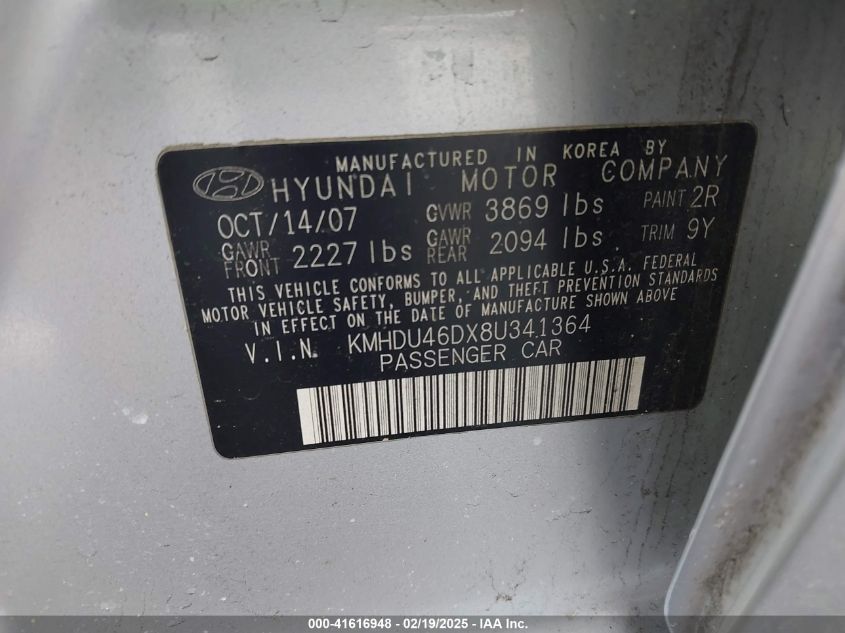 MANUFACTURED IN KOREA BY
HYUNDAI MOTOR COMPANY
OCT/14/07 GVWR 3869 lbs PAINT 2R
GAWR FRONT 2227 lbs GAWR REAR 2094 lbs TRIM 9Y
THIS VEHICLE CONFORMS TO ALL APPLICABLE U.S.A. FEDERAL
MOTOR VEHICLE SAFETY, BUMPER, AND THEFT PREVENTION STANDARDS
IN EFFECT ON THE DATE OF MANUFACTURE SHOWN ABOVE
V.I.N. KMHDU46DX8U341364
PASSENGER CAR
000-41616948 - 02/19/2025 - IAA Inc.